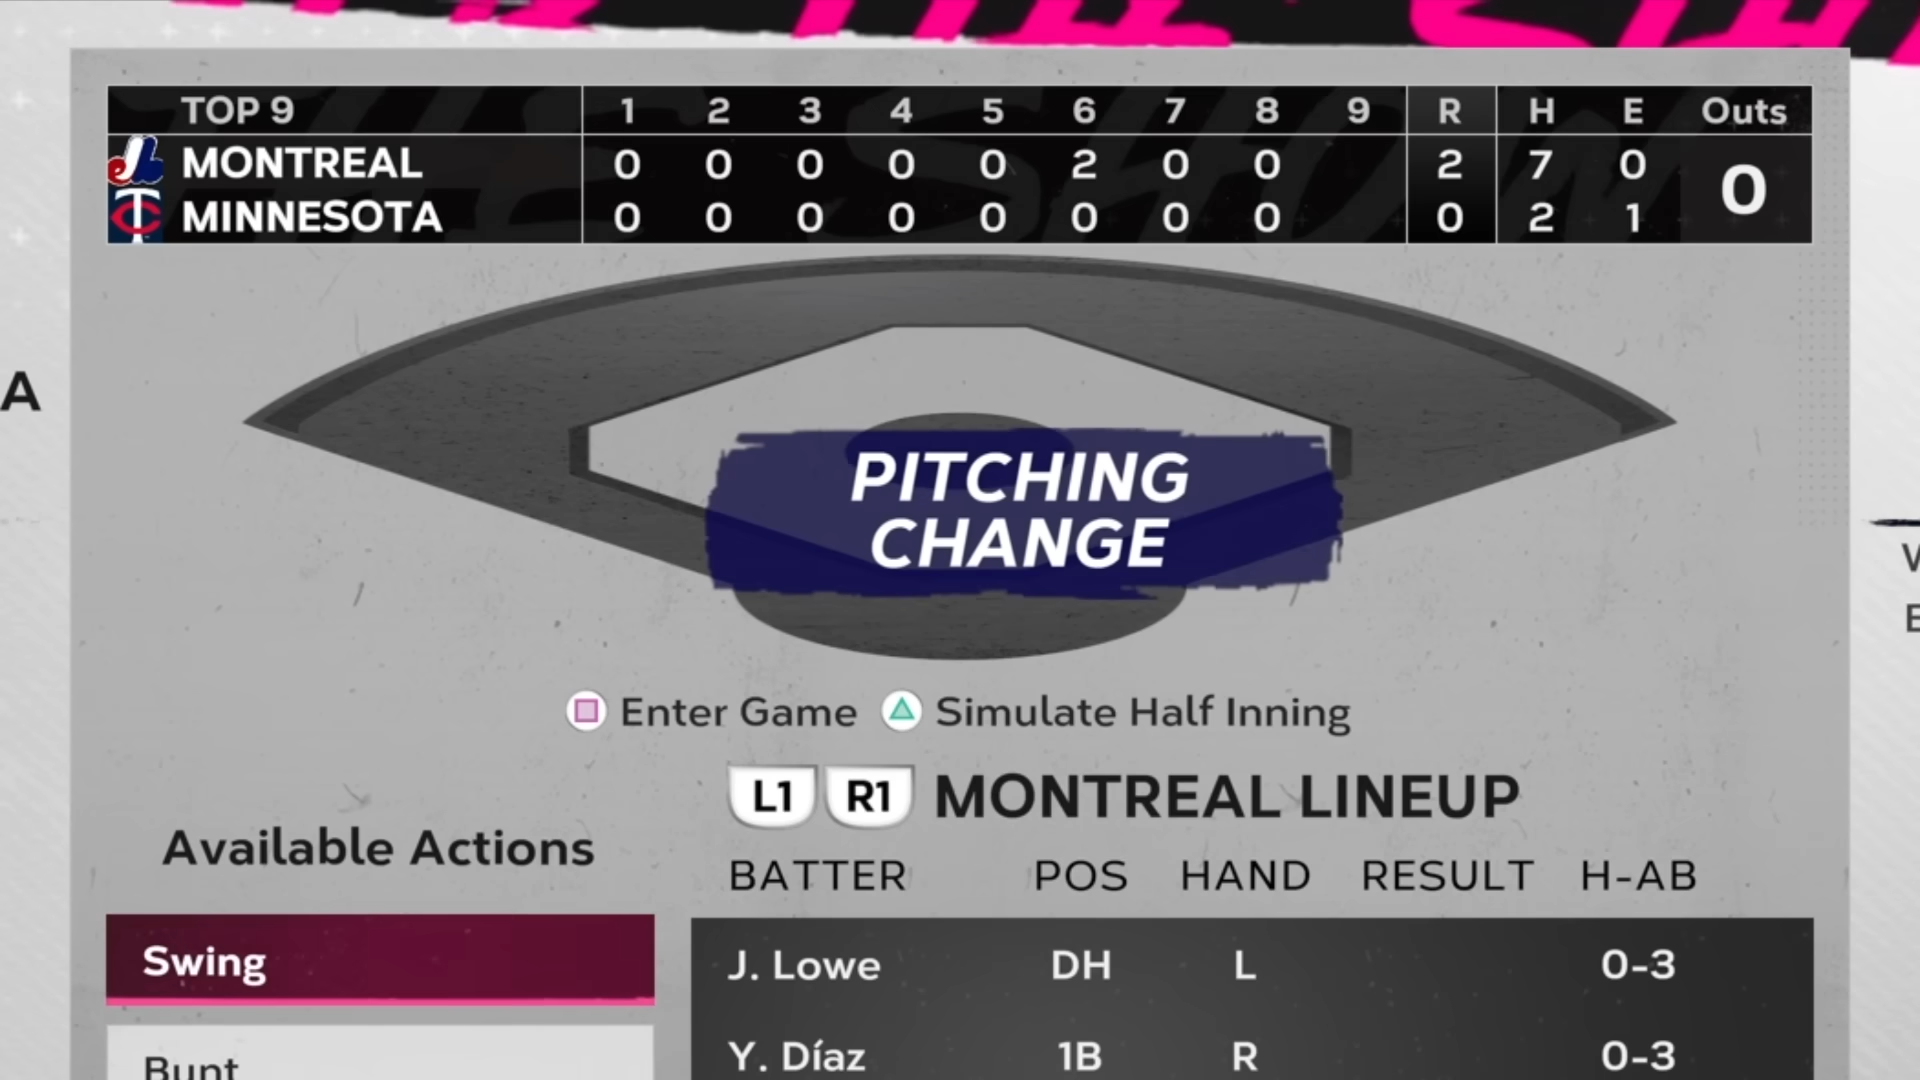 TOP 9 1 2 3 4 5 6 7 8 9 R H E Outs
MONTREAL 0 0 0 0 0 2 0 0 2 7 0 0
MINNESOTA 0 0 0 0 0 0 0 0 0 2 1
A
PITCHING
CHANGE
Enter Game Simulate Half Inning
L1 R1 MONTREAL LINEUP
Available Actions
BATTER POS HAND RESULT H-AB
Swing
J. Lowe DH L 0-3
Bunt
Y. Díaz 1B R 0-3